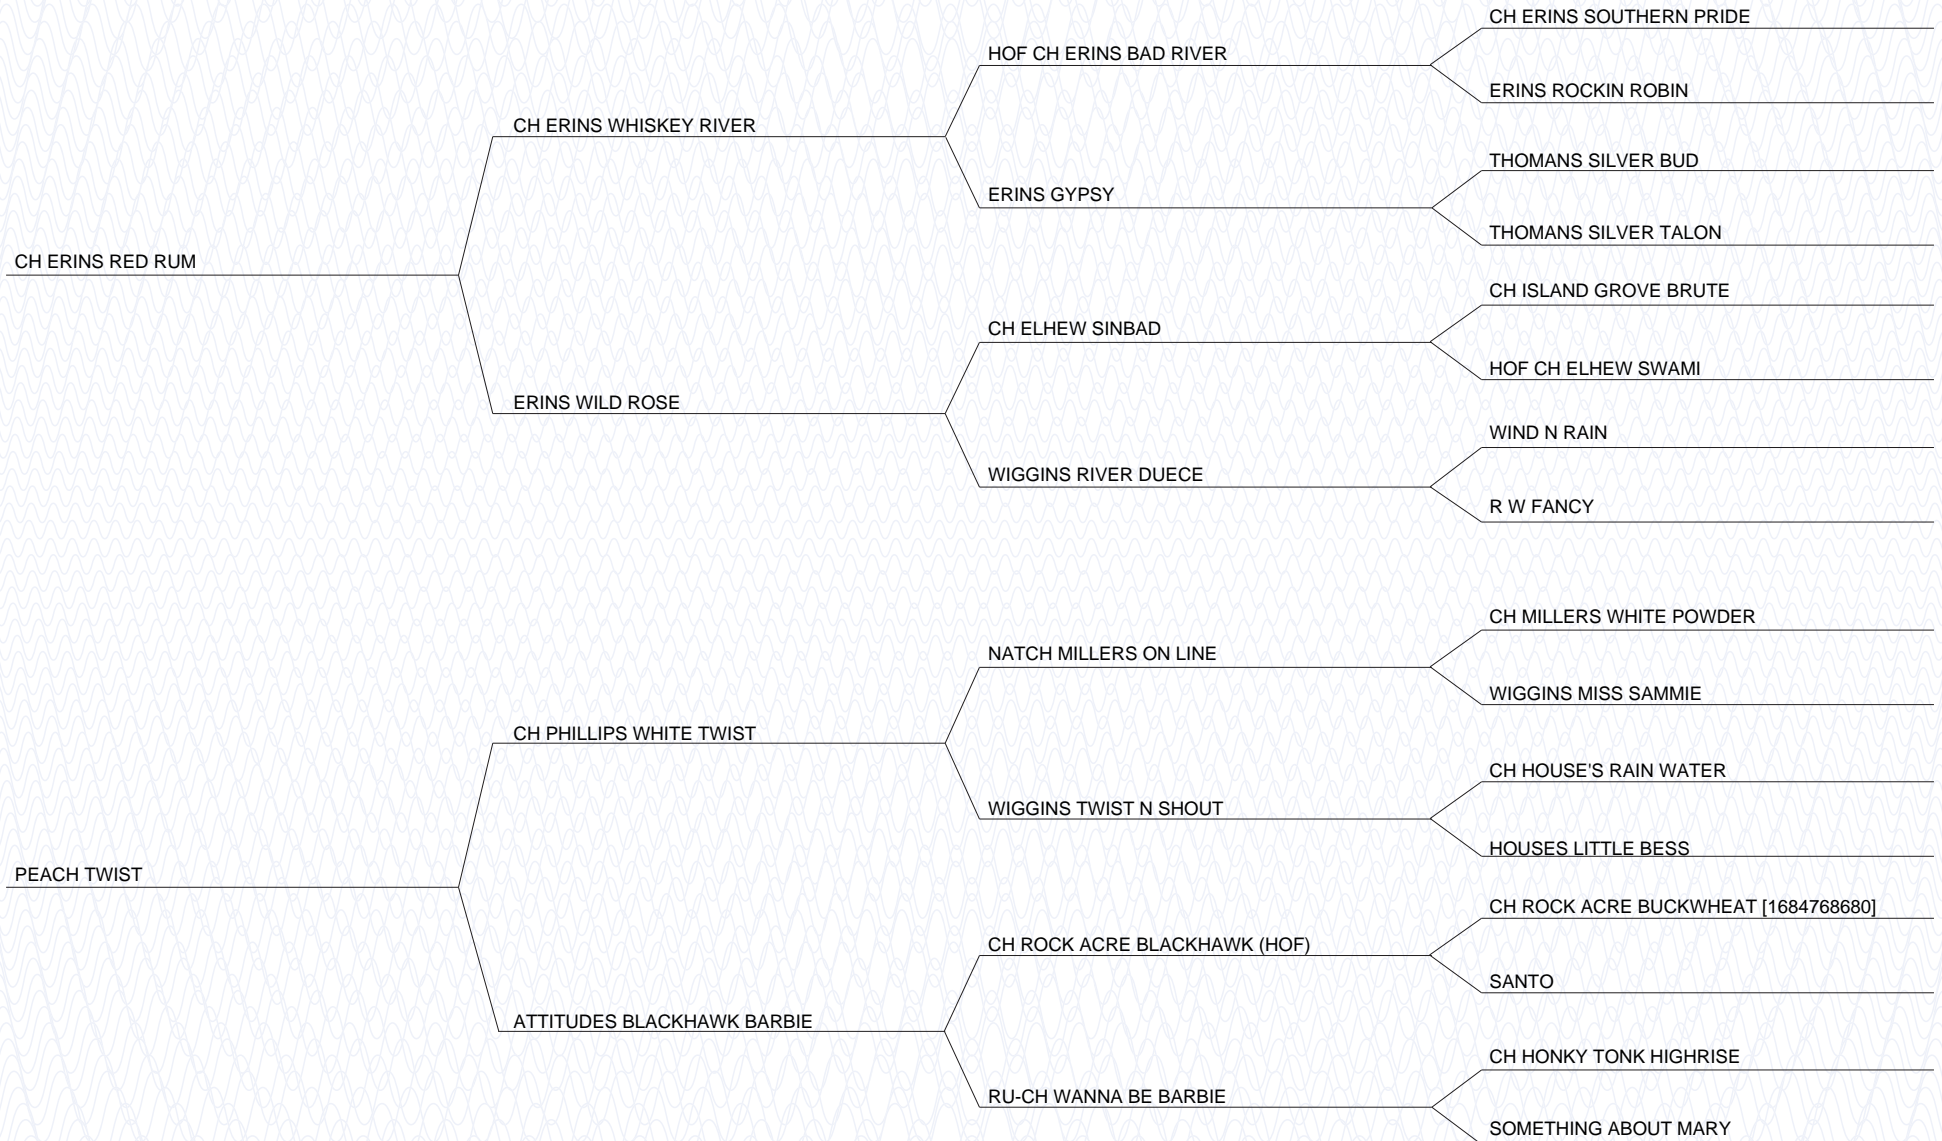 CH ERINS SOUTHERN PRIDE
HOF CH ERINS BAD RIVER
ERINS ROCKIN ROBIN
CH ERINS WHISKEY RIVER
THOMANS SILVER BUD
ERINS GYPSY
THOMANS SILVER TALON
CH ERINS RED RUM
CH ISLAND GROVE BRUTE
CH ELHEW SINBAD
HOF CH ELHEW SWAMI
ERINS WILD ROSE
WIND N RAIN
WIGGINS RIVER DUECE
R W FANCY
CH MILLERS WHITE POWDER
NATCH MILLERS ON LINE
WIGGINS MISS SAMMIE
CH PHILLIPS WHITE TWIST
CH HOUSE'S RAIN WATER
WIGGINS TWIST N SHOUT
HOUSES LITTLE BESS
PEACH TWIST
CH ROCK ACRE BUCKWHEAT [1684768680]
CH ROCK ACRE BLACKHAWK (HOF)
SANTO
ATTITUDES BLACKHAWK BARBIE
CH HONKY TONK HIGHRISE
RU-CH WANNA BE BARBIE
SOMETHING ABOUT MARY